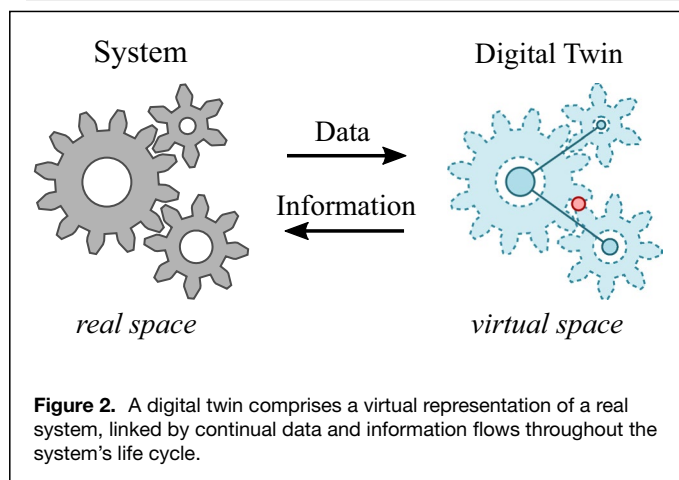 System
Digital Twin
Data
Information
real space
virtual space
Figure 2. A digital twin comprises a virtual representation of a real
system, linked by continual data and information flows throughout the
system’s life cycle.